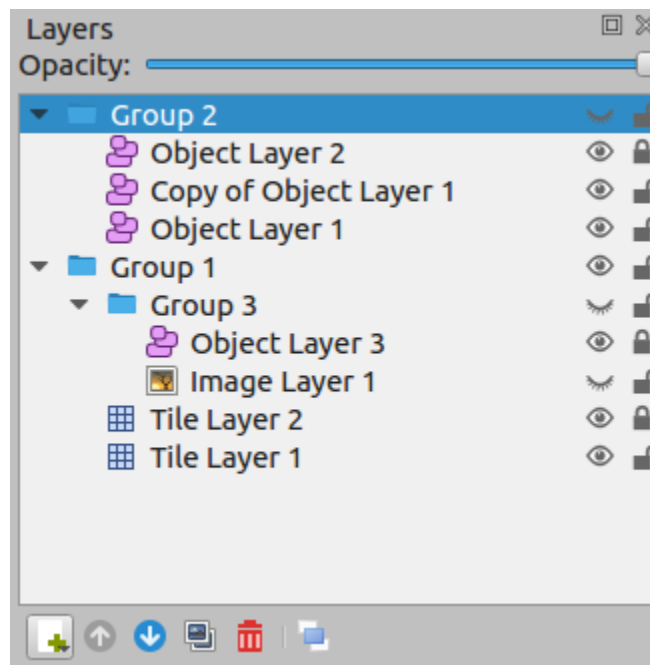 Layers
Opacity:
Group 2
Object Layer 2
Copy of Object Layer 1
Object Layer 1
Group 1
Group 3
Object Layer 3
Image Layer 1
Tile Layer 2
Tile Layer 1